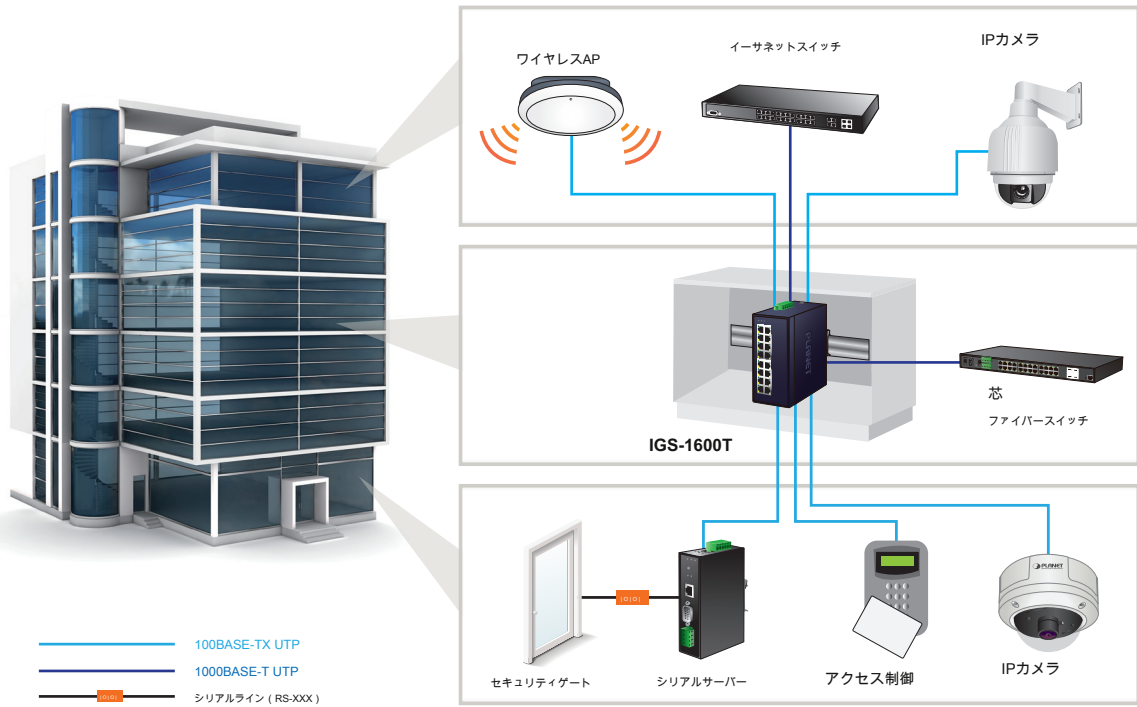 ワイヤレスAP
イーサネットスイッチ
IPカメラ
PLANET
芯
ファイバースイッチ
IGS-1600T
|O|O|
PLANET
セキュリティゲート
シリアルサーバー
アクセス制御
IPカメラ
100BASE-TX UTP
1000BASE-T UTP
|O|O|
シリアルライン ( RS-XXX )